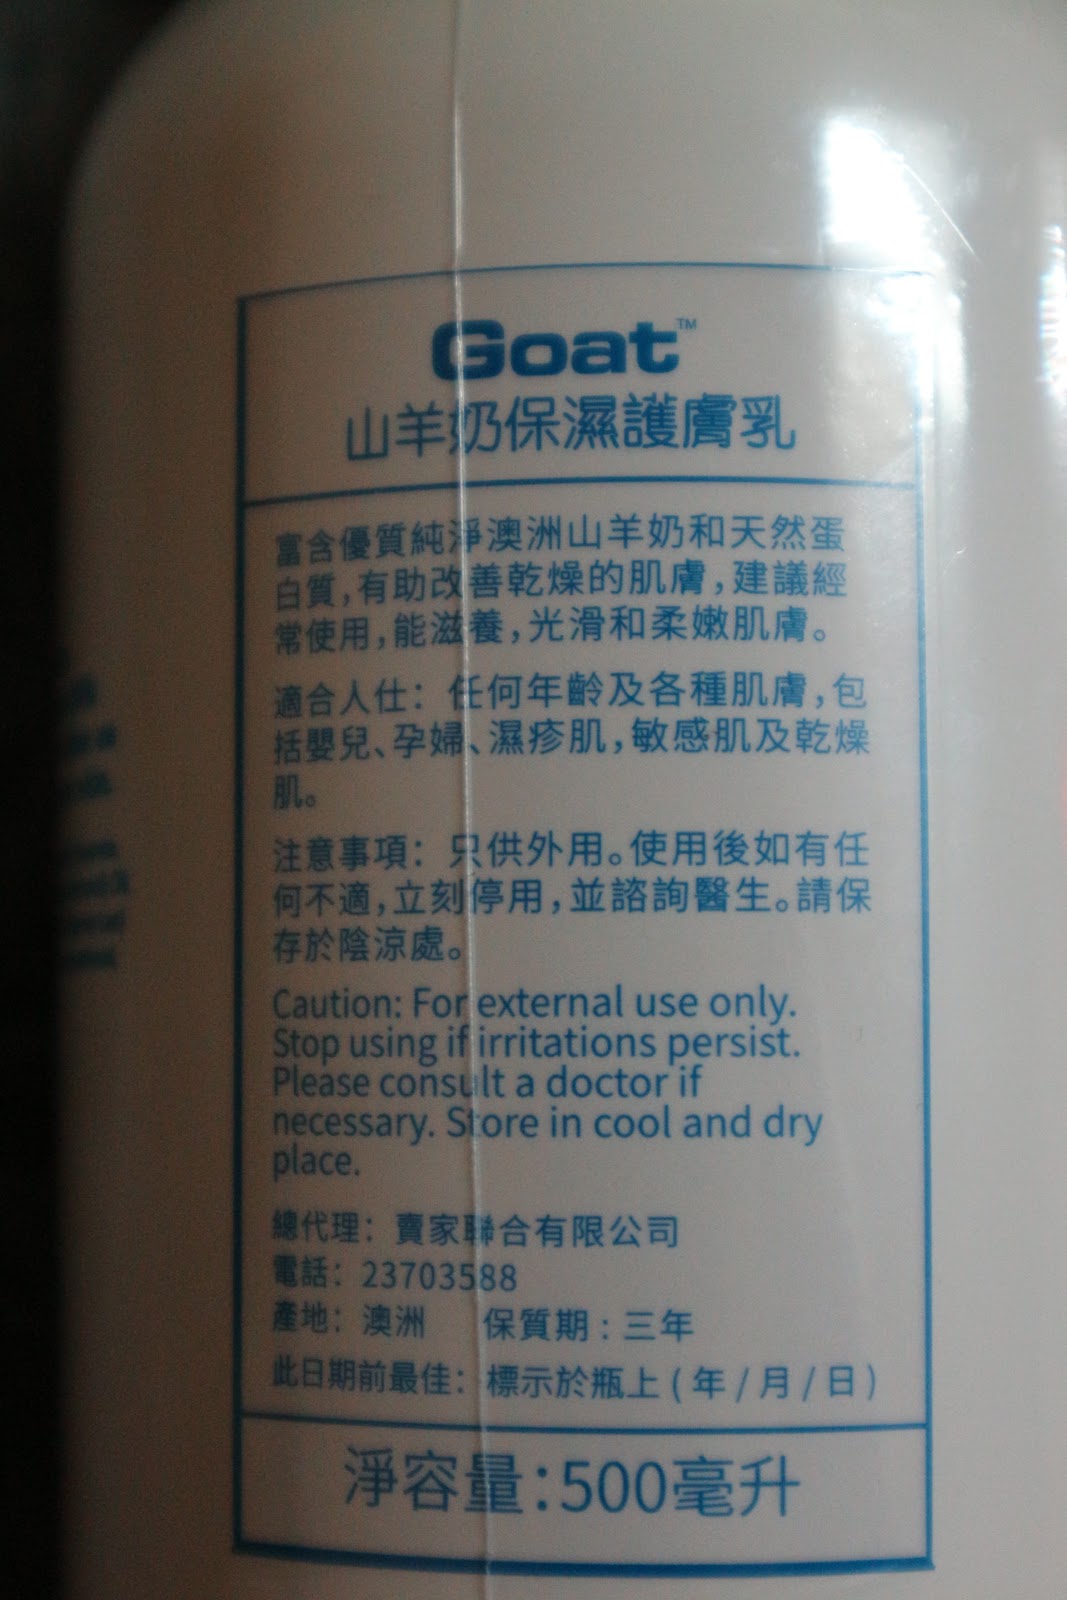 Goat™
山羊奶保濕護膚乳
富含優質純淨澳洲山羊奶和天然蛋
白質，有助改善乾燥的肌膚，建議經
常使用，能滋養，光滑和柔嫩肌膚。
適合人仕： 任何年齡及各種肌膚，包
括嬰兒、孕婦、濕疹肌，敏感肌及乾燥
肌。
注意事項： 只供外用。使用後如有任
何不適，立刻停用，並諮詢醫生。請保
存於陰涼處。
Caution: For external use only.
Stop using if irritations persist.
Please consult a doctor if
necessary. Store in cool and dry
place.
總代理： 賣家聯合有限公司
電話： 23703588
產地： 澳洲 保質期 : 三年
此日期前最佳： 標示於瓶上 ( 年 / 月 / 日 )
淨容量：500毫升